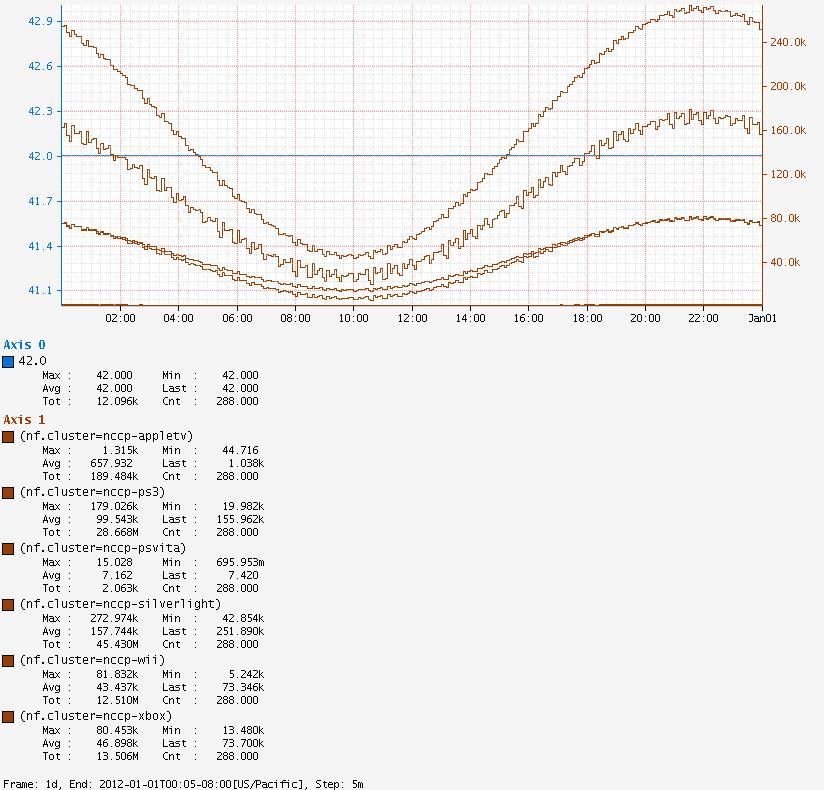 42.9
42.6
42.3
42.0
41.7
41.4
41.1
240.0k
200.0k
160.0k
120.0k
80.0k
40.0k
02:00 04:00 06:00 08:00 10:00 12:00 14:00 16:00 18:00 20:00 22:00 Jan01
Axis 0
42.0
Max : 42.000 Min : 42.000
Avg : 42.000 Last : 42.000
Tot : 12.096k Cnt : 288.000
Axis 1
(nf.cluster=nccp-appletv)
Max : 1.315k Min : 44.716
Avg : 657.932 Last : 1.038k
Tot : 189.484k Cnt : 288.000
(nf.cluster=nccp-ps3)
Max : 179.026k Min : 19.982k
Avg : 99.543k Last : 155.962k
Tot : 28.668M Cnt : 288.000
(nf.cluster=nccp-psvita)
Max : 15.028 Min : 695.953m
Avg : 7.162 Last : 7.420
Tot : 2.063k Cnt : 288.000
(nf.cluster=nccp-silverlight)
Max : 272.974k Min : 42.854k
Avg : 157.744k Last : 251.890k
Tot : 45.430M Cnt : 288.000
(nf.cluster=nccp-wii)
Max : 81.832k Min : 5.242k
Avg : 43.437k Last : 73.346k
Tot : 12.510M Cnt : 288.000
(nf.cluster=nccp-xbox)
Max : 80.453k Min : 13.480k
Avg : 46.898k Last : 73.700k
Tot : 13.506M Cnt : 288.000
Frame: 1d, End: 2012-01-01T00:05-08:00[US/Pacific], Step: 5m